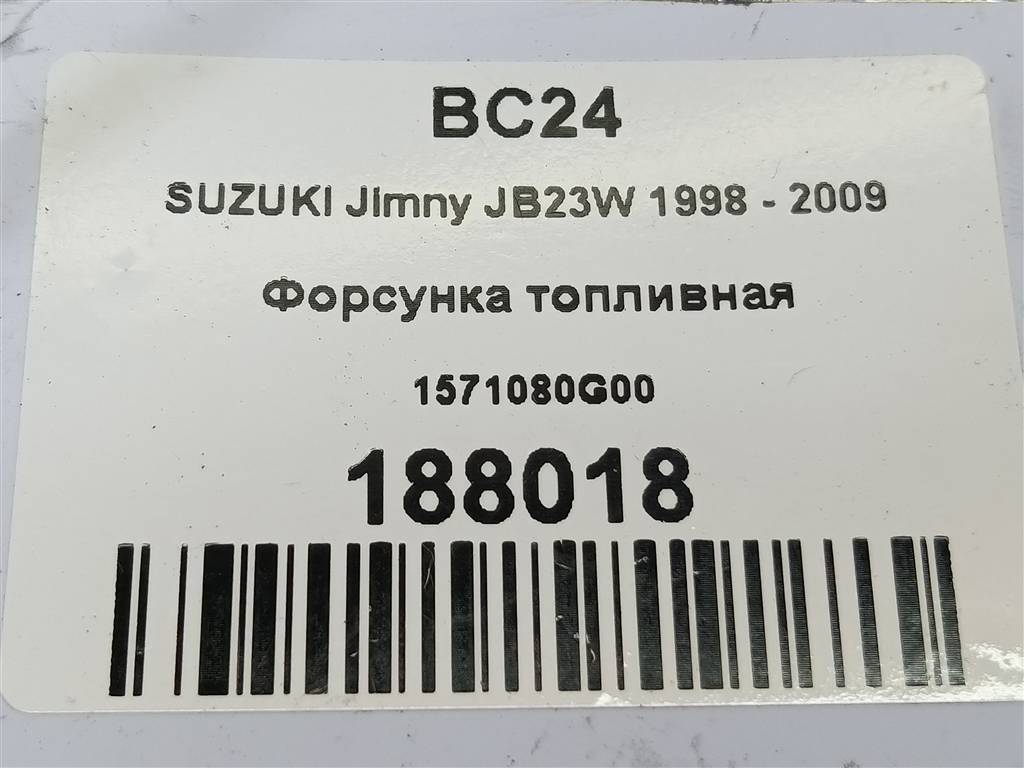 BC24
SUZUKI Jimny JB23W 1998 - 2009
Форсунка топливная
1571080G00
188018